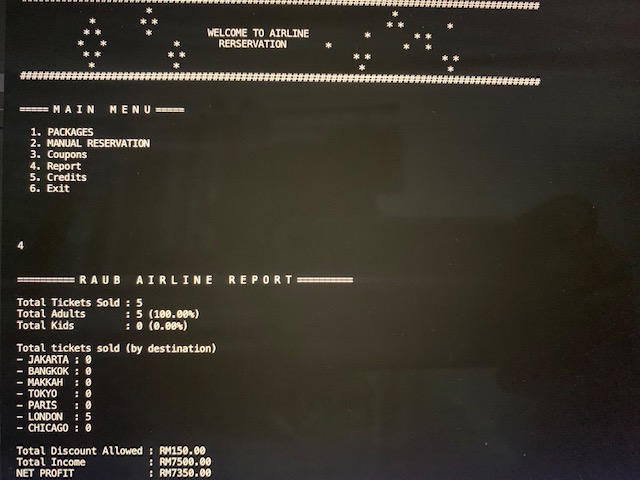 WELCOME TO AIRLINE
RERSERVATION
===== M A I N   M E N U =====
1. PACKAGES
2. MANUAL RESERVATION
3. Coupons
4. Report
5. Credits
6. Exit
4
========== R A U B   A I R L I N E   R E P O R T ==========
Total Tickets Sold : 5
Total Adults : 5 (100.00%)
Total Kids : 0 (0.00%)
Total tickets sold (by destination)
- JAKARTA : 0
- BANGKOK : 0
- MAKKAH : 0
- TOKYO : 0
- PARIS : 0
- LONDON : 5
- CHICAGO : 0
Total Discount Allowed : RM150.00
Total Income : RM7500.00
NET PROFIT : RM7350.00